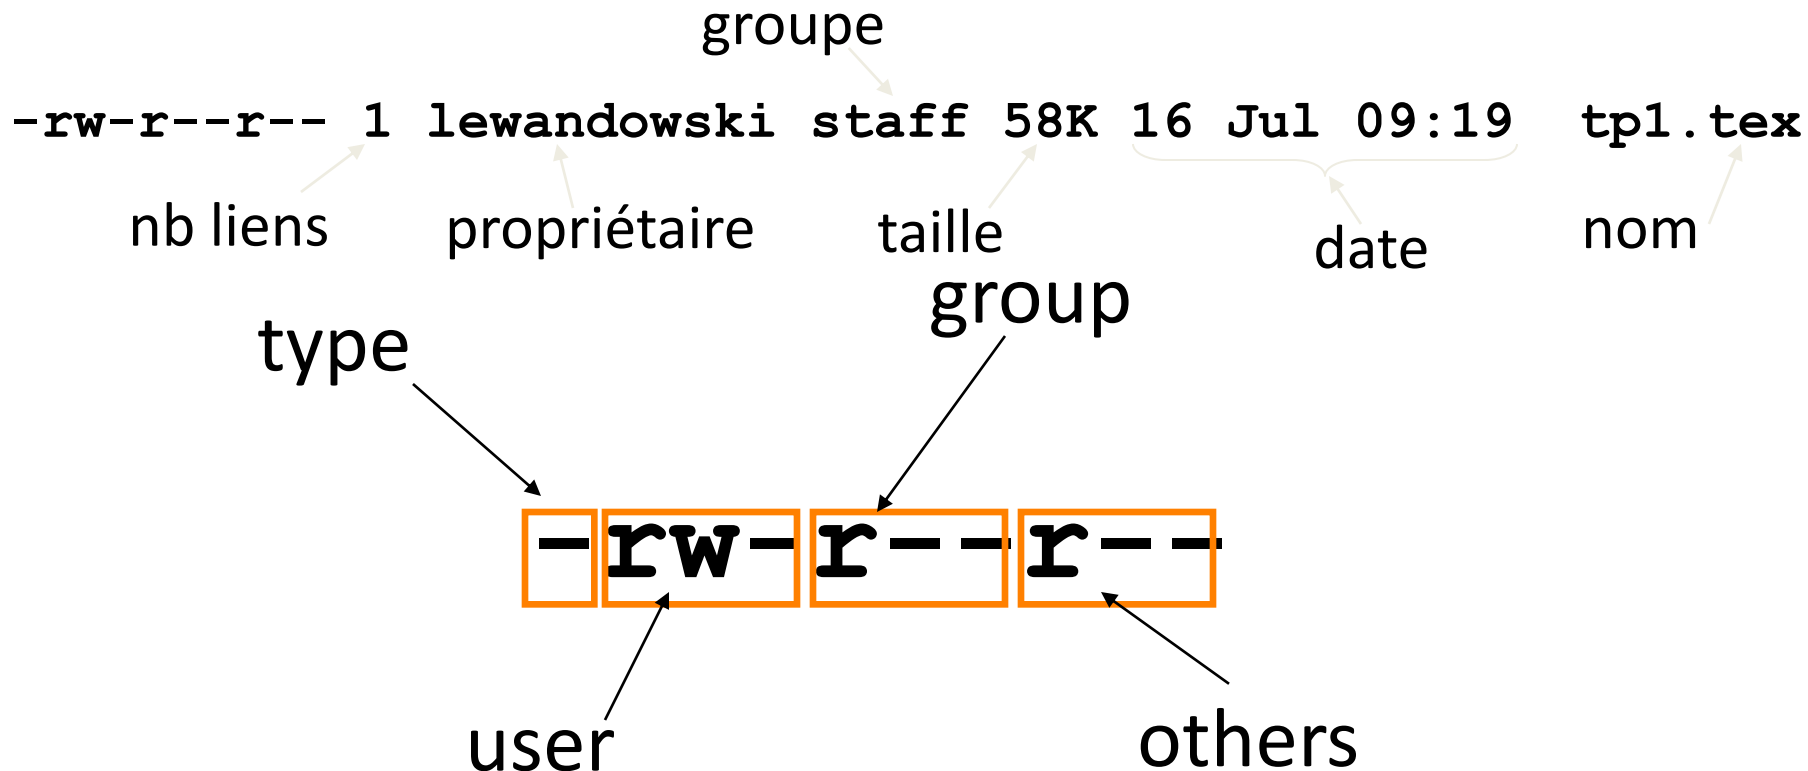 groupe
-rw-r--r-- 1 lewandowski staff 58K 16 Jul 09:19 tp1.tex
nb liens propriétaire taille date nom
group
type
-rw-r--r--
user others